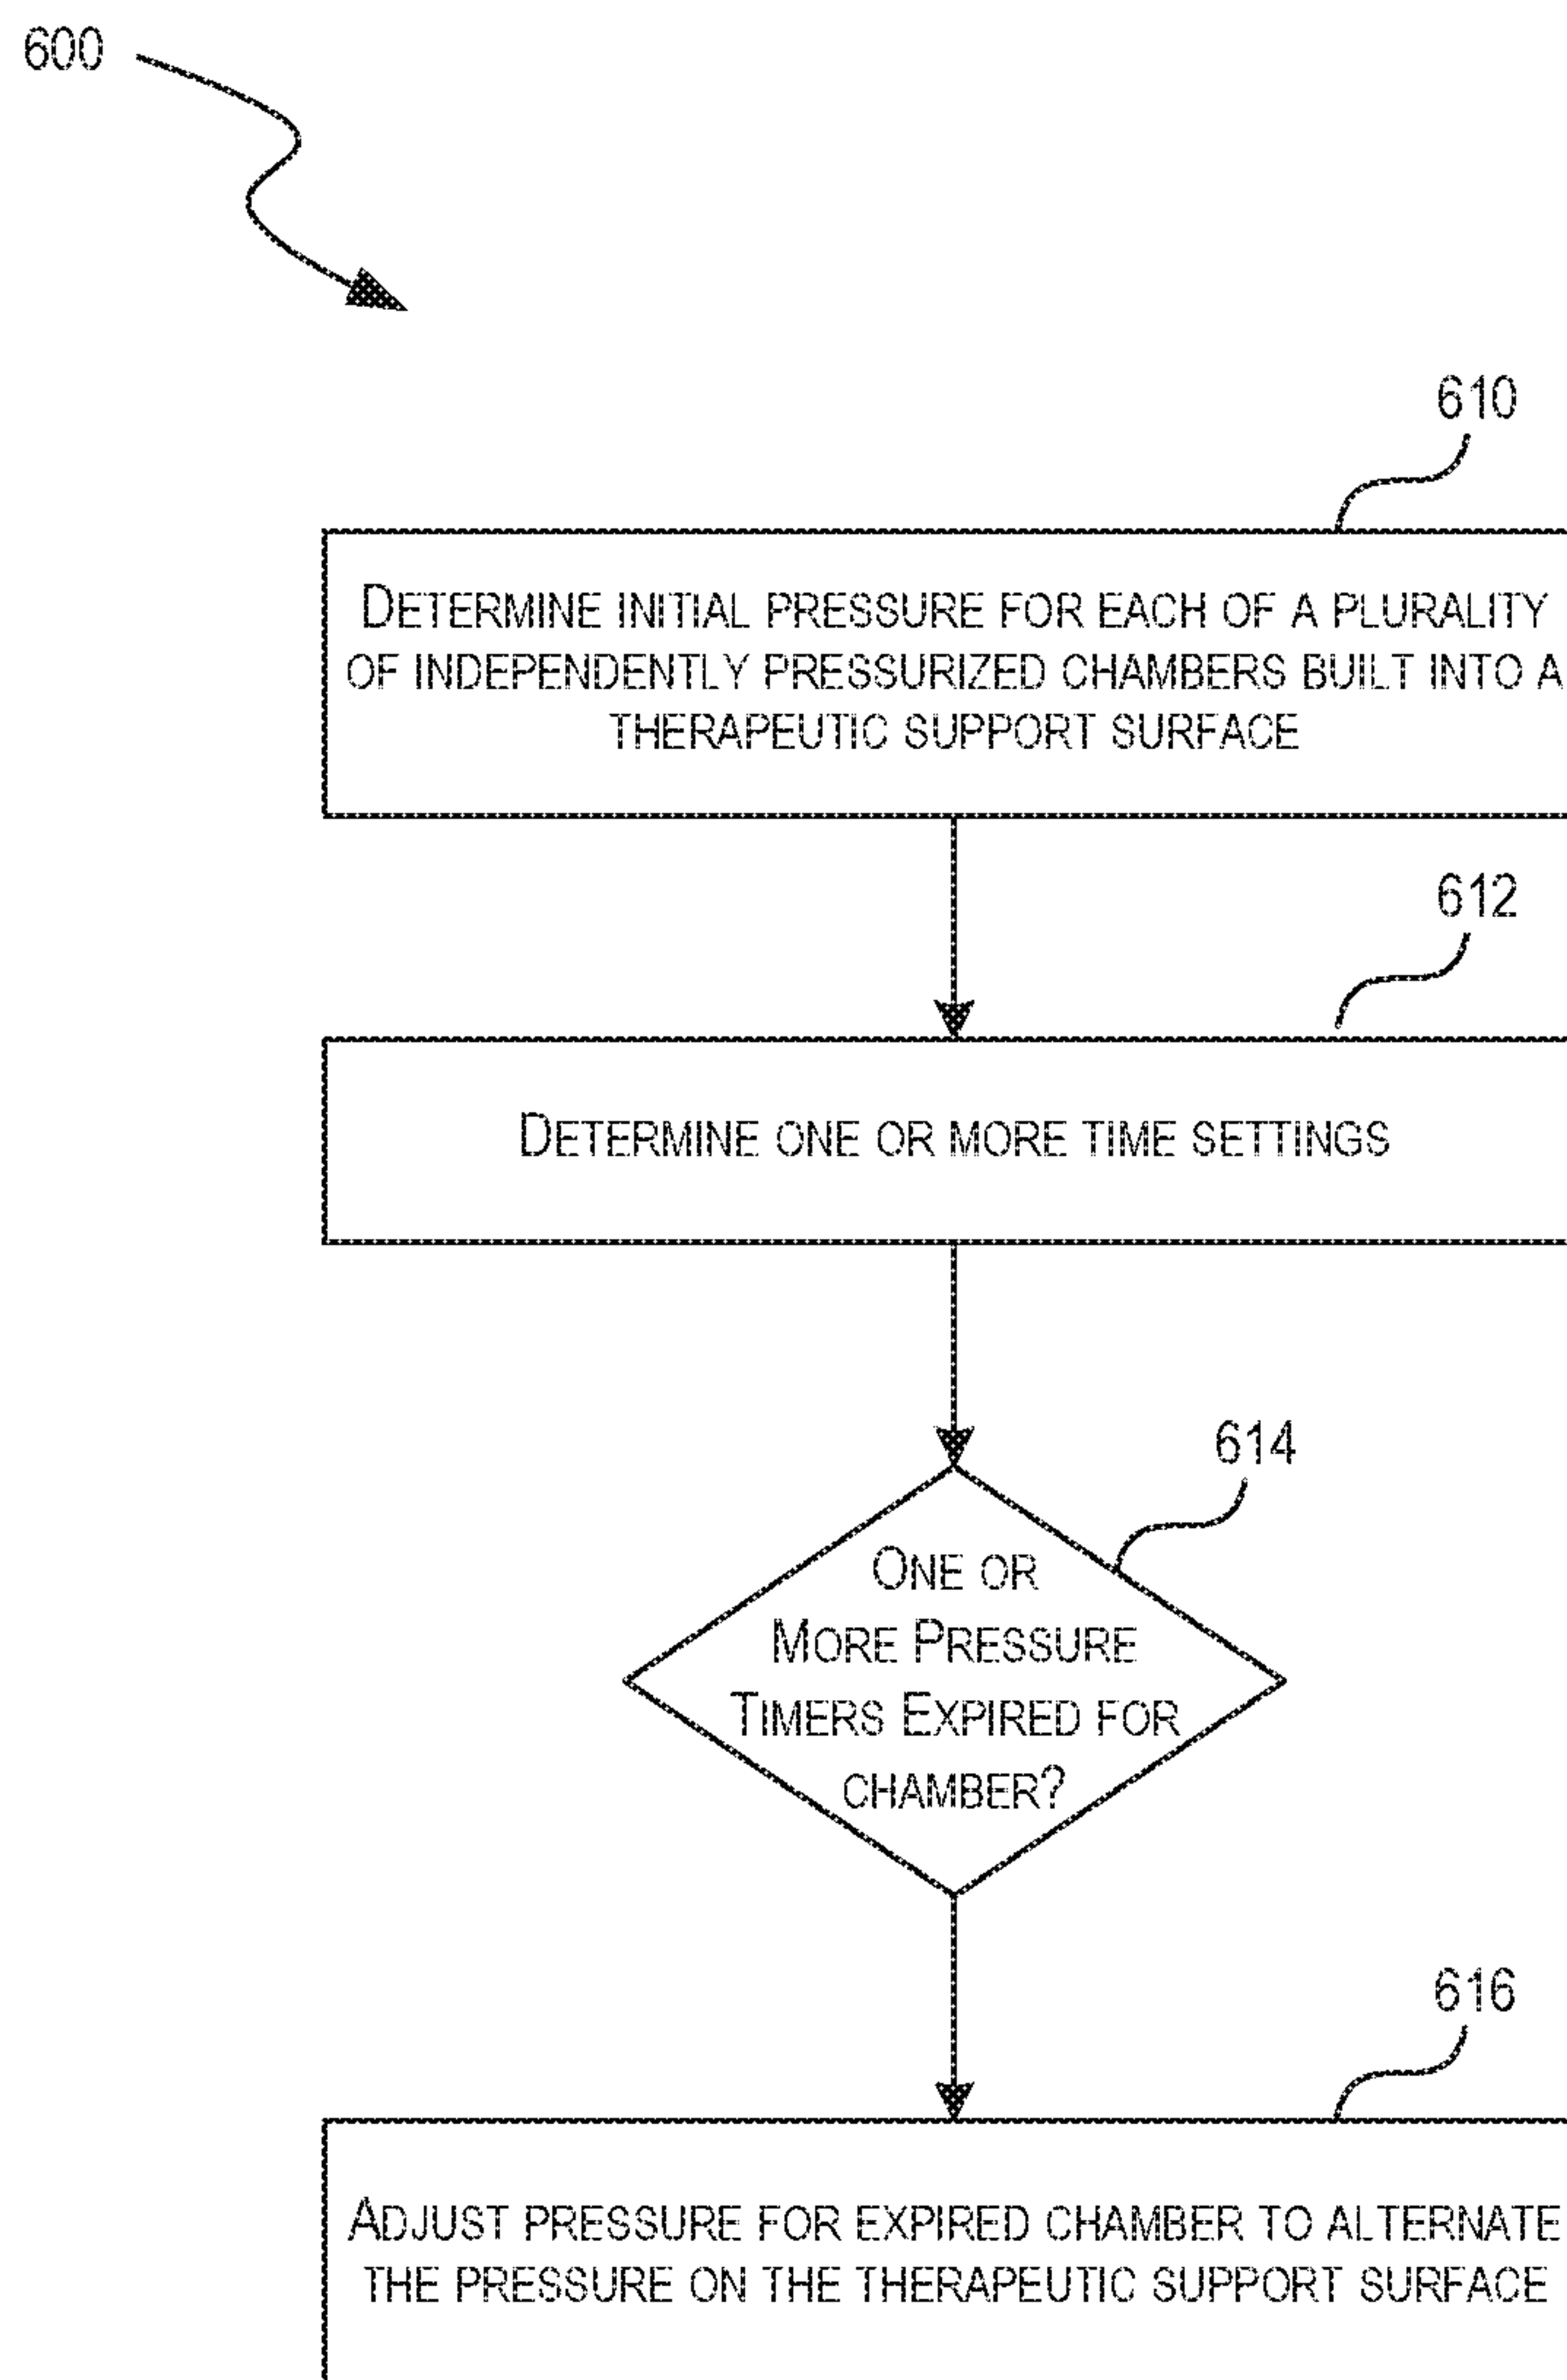 600
610
DETERMINE INITIAL PRESSURE FOR EACH OF A PLURALITY
OF INDEPENDENTLY PRESSURIZED CHAMBERS BUILT INTO A
THERAPEUTIC SUPPORT SURFACE
612
DETERMINE ONE OR MORE TIME SETTINGS
614
ONE OR
MORE PRESSURE
TIMERS EXPIRED FOR
CHAMBER?
616
ADJUST PRESSURE FOR EXPIRED CHAMBER TO ALTERNATE
THE PRESSURE ON THE THERAPEUTIC SUPPORT SURFACE